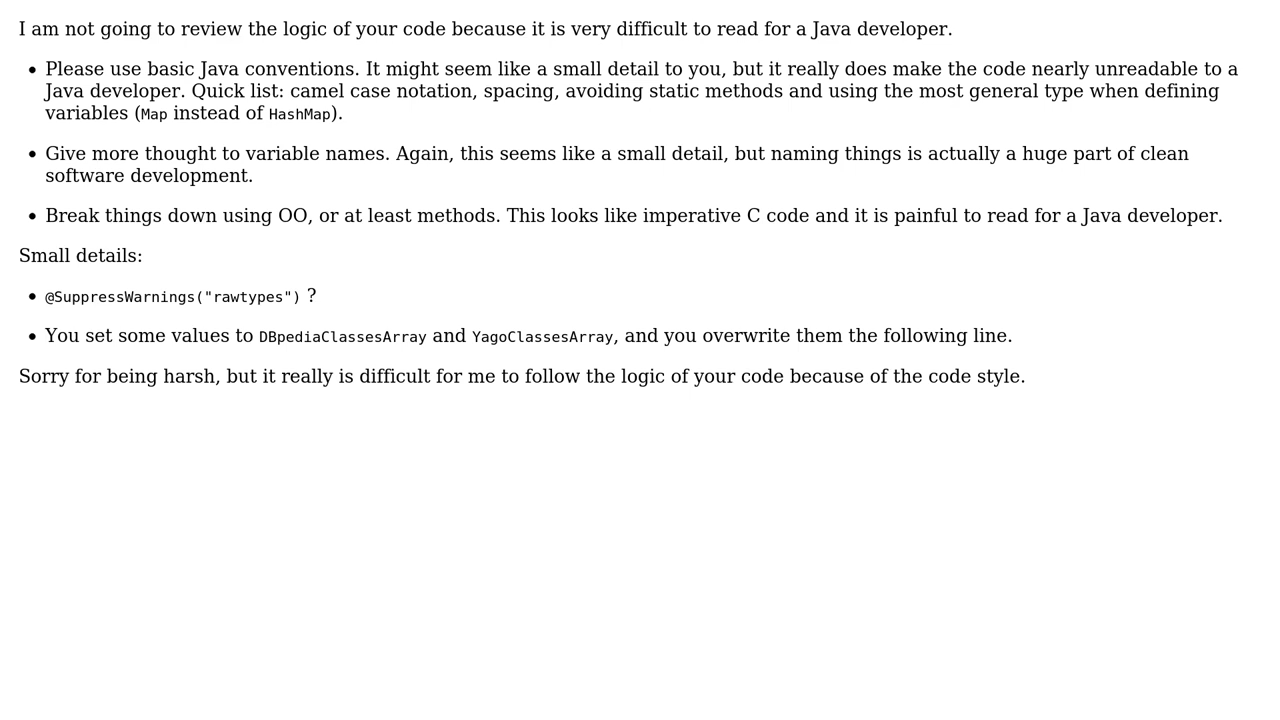 I am not going to review the logic of your code because it is very difficult to read for a Java developer.
• Please use basic Java conventions. It might seem like a small detail to you, but it really does make the code nearly unreadable to a
Java developer. Quick list: camel case notation, spacing, avoiding static methods and using the most general type when defining
variables (Map instead of HashMap).
• Give more thought to variable names. Again, this seems like a small detail, but naming things is actually a huge part of clean
software development.
• Break things down using OO, or at least methods. This looks like imperative C code and it is painful to read for a Java developer.
Small details:
• @SuppressWarnings("rawtypes") ?
• You set some values to DBpediaClassesArray and YagoClassesArray, and you overwrite them the following line.
Sorry for being harsh, but it really is difficult for me to follow the logic of your code because of the code style.